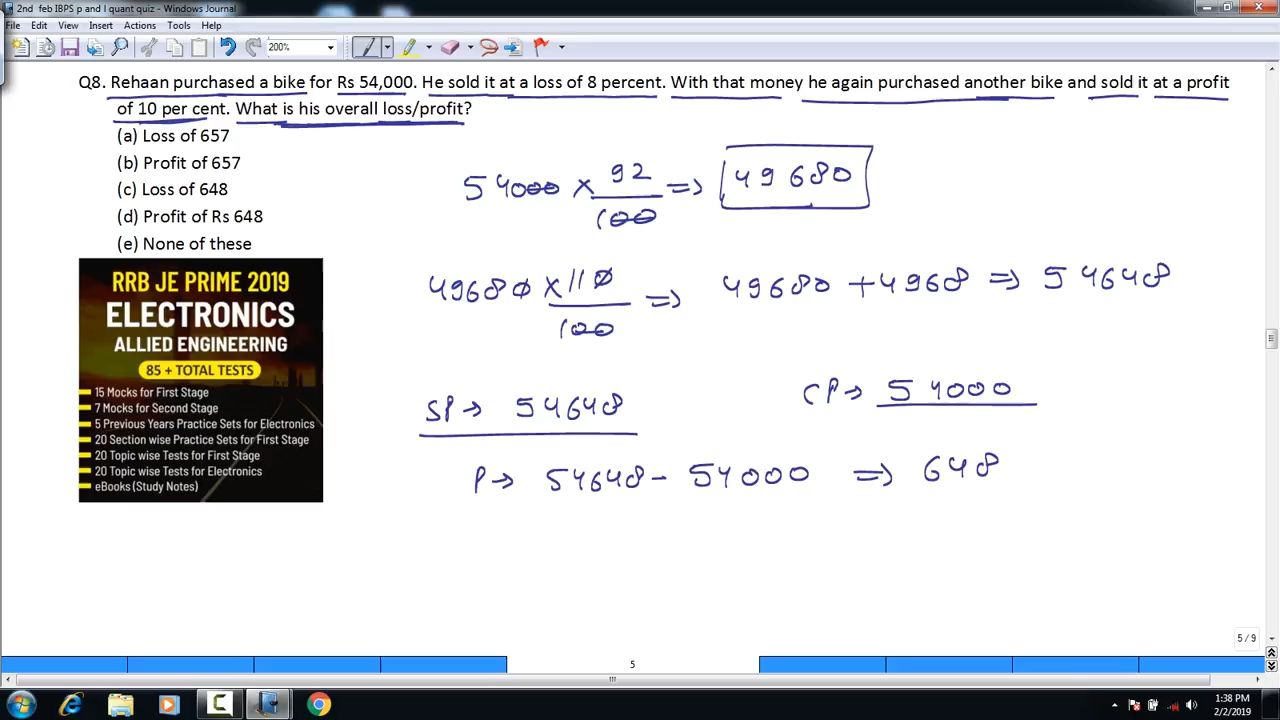 2nd feb IBPS p and I quant quiz - Windows Journal
File Edit View Insert Actions Tools Help
200%
Q8. Rehaan purchased a bike for Rs 54,000. He sold it at a loss of 8 percent. With that money he again purchased another bike and sold it at a profit
of 10 per cent. What is his overall loss/profit?
(a) Loss of 657
(b) Profit of 657
(c) Loss of 648
(d) Profit of Rs 648
(e) None of these
54000 × 92/100 ⇒ 49680
49680 × 110/100 ⇒ 49680 + 4968 ⇒ 54648
SP → 54648
CP → 54000
P → 54648 - 54000 ⇒ 648
RRB JE PRIME 2019
ELECTRONICS
ALLIED ENGINEERING
85 + TOTAL TESTS
15 Mocks for First Stage
7 Mocks for Second Stage
5 Previous Years Practice Sets for Electronics
20 Section wise Practice Sets for First Stage
20 Topic wise Tests for First Stage
20 Topic wise Tests for Electronics
eBooks (Study Notes)
5 / 9
5
1:38 PM
2/2/2019